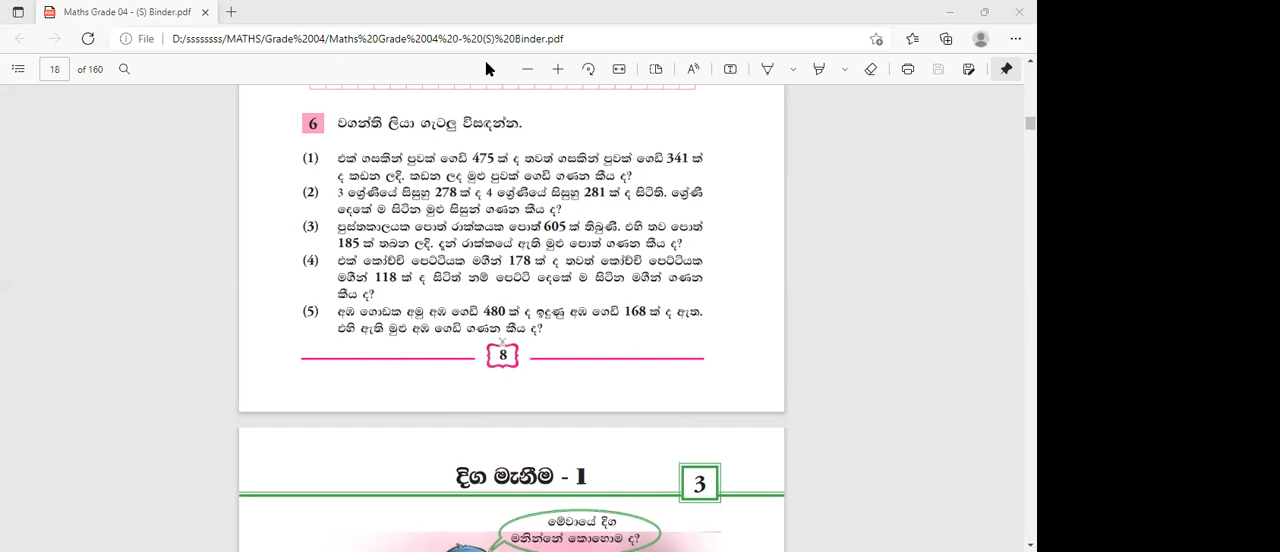 Maths Grade 04 - (S) Binder.pdf
File D:/ssssssss/MATHS/Grade%2004/Maths%20Grade%2004%20-%20(S)%20Binder.pdf
18 of 160
6 වගන්ති ලියා ගැටලු විසඳන්න.
(1) එක් ගසකින් පුවක් ගෙඩි 475 ක් ද තවත් ගසකින් පුවක් ගෙඩි 341 ක්
ද කඩන ලදි. කඩන ලද මුළු පුවක් ගෙඩි ගණන කීය ද?
(2) 3 ශ්‍රේණියේ සිසුහු 278 ක් ද 4 ශ්‍රේණියේ සිසුහු 281 ක් ද සිටිති. ශ්‍රේණි
දෙකේ ම සිටින මුළු සිසුන් ගණන කීය ද?
(3) පුස්තකාලයක පොත් රාක්කයක පොත් 605 ක් තිබුණි. එහි තව පොත්
185 ක් තබන ලදි. දැන් රාක්කයේ ඇති මුළු පොත් ගණන කීය ද?
(4) එක් කෝච්චි පෙට්ටියක මගීන් 178 ක් ද තවත් කෝච්චි පෙට්ටියක
මගීන් 118 ක් ද සිටිත් නම් පෙට්ටි දෙකේ ම සිටින මගීන් ගණන
කීය ද?
(5) අඹ ගොඩක අමු අඹ ගෙඩි 480 ක් ද ඉදුණු අඹ ගෙඩි 168 ක් ද ඇත.
එහි ඇති මුළු අඹ ගෙඩි ගණන කීය ද?
8
දිග මැනීම - 1
3
මේවායේ දිග
මනින්නේ කොහොම ද?